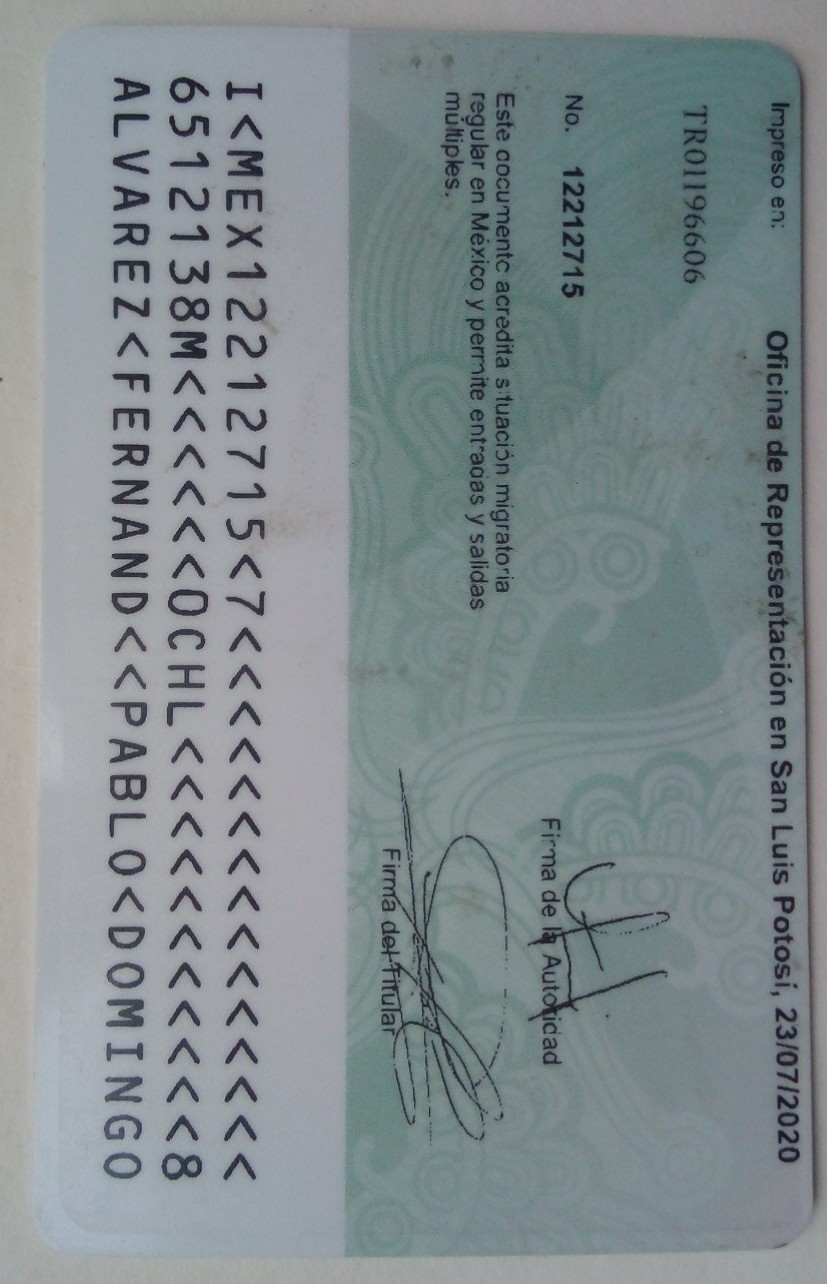 Impreso en: Oficina de Representación en San Luis Potosí, 23/07/2020
TR01196606
No. 12212715
Este documento acredita situación migratoria
regular en México y permite entradas y salidas
múltiples.
Firma de la Autoridad
Firma del Titular
I<MEX12212715<7<<<<<<<<<<<<<<<
6512138M<<<<<<0CHL<<<<<<<<<<<8
ALVAREZ<FERNAND<<PABLO<DOMINGO